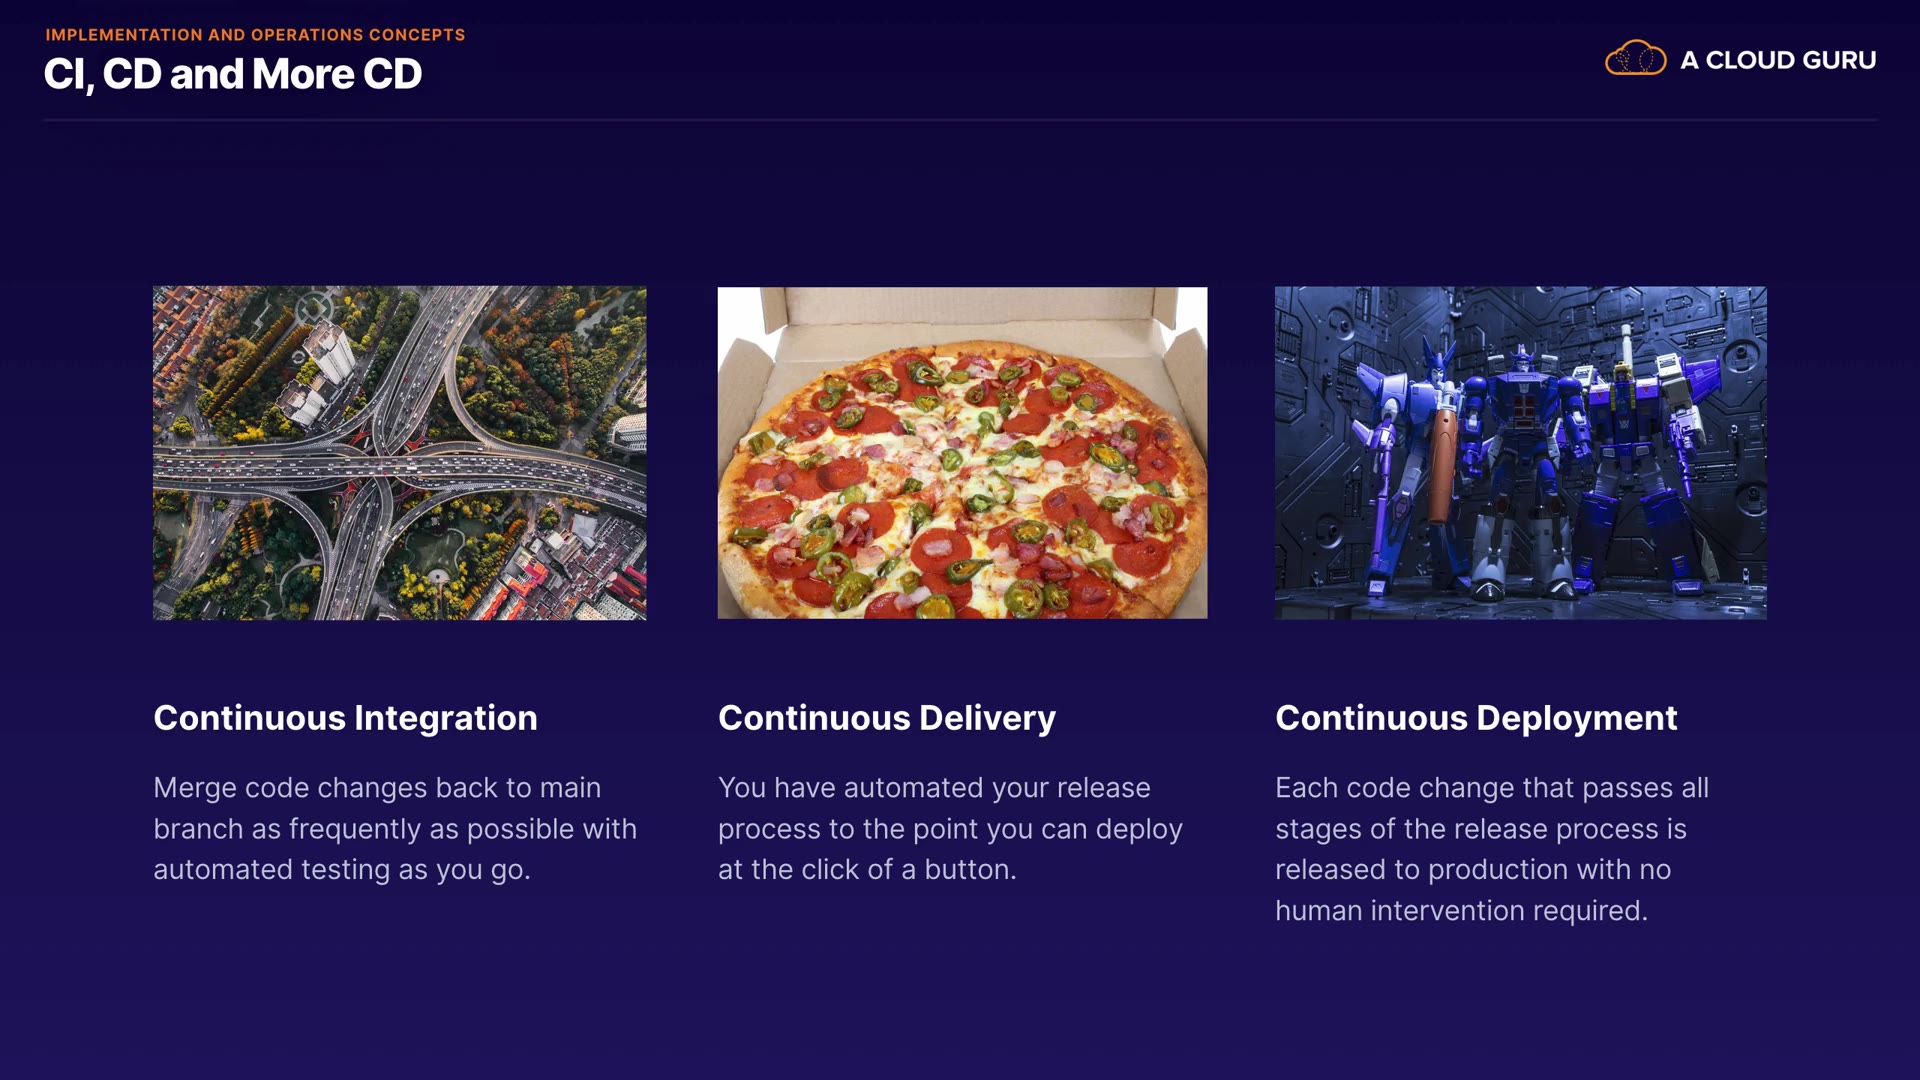 IMPLEMENTATION AND OPERATIONS CONCEPTS
CI, CD and More CD
A CLOUD GURU
Continuous Integration
Merge code changes back to main
branch as frequently as possible with
automated testing as you go.
Continuous Delivery
You have automated your release
process to the point you can deploy
at the click of a button.
Continuous Deployment
Each code change that passes all
stages of the release process is
released to production with no
human intervention required.